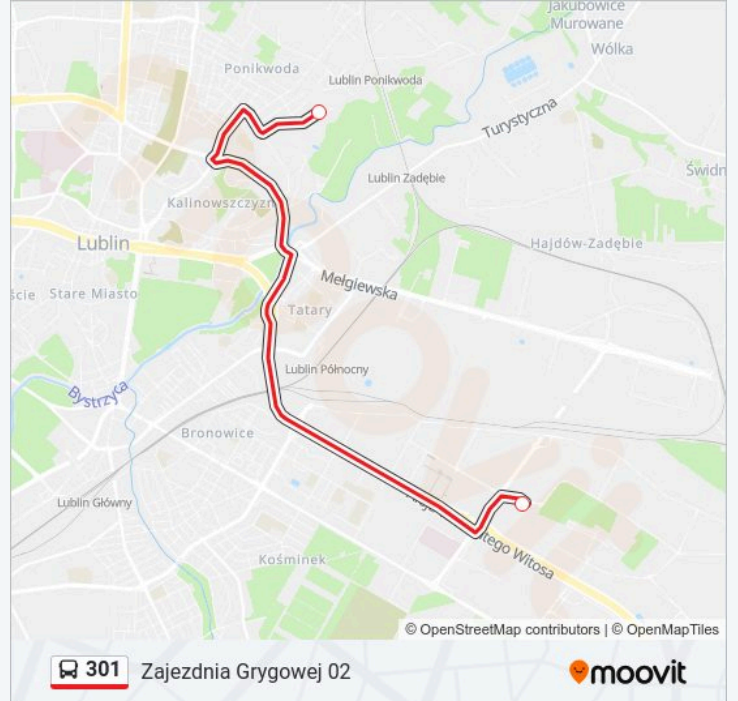 Jakubowice
Murowane
Wólka
Ponikwoda
Lublin Ponikwoda
Turystyczna
Lublin Zadębie
Świdn
Kalinowszczyzn
Lublin
Hajdów-Zadębie
Mełgiewska
ście
Stare Miasto
Tatary
Lublin Północny
Bystrzyca
Bronowice
Lublin Główny
tego Witosa
Kośminek
© OpenStreetMap contributors | © OpenMapTiles
301 Zajezdnia Grygowej 02
moovit